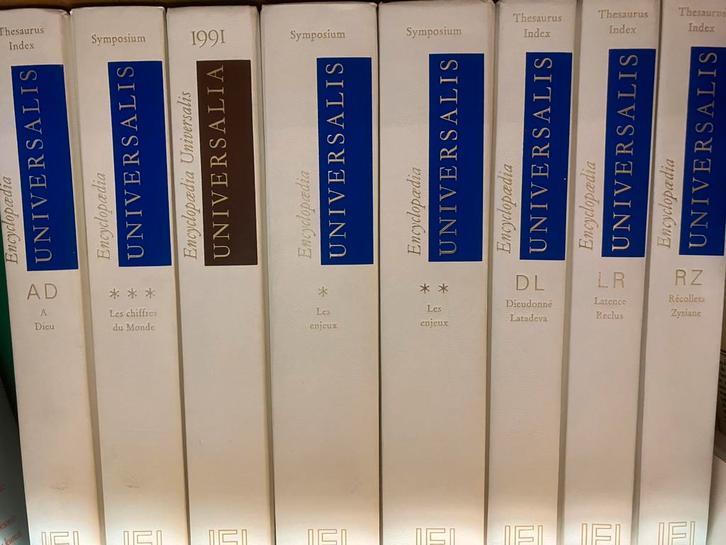 Thesaurus
Index
Encyclopædia
UNIVERSALIS
AD
A
Dieu
Symposium
Encyclopædia
UNIVERSALIS
***
Les chiffres
du Monde
1991
Encyclopædia Universalis
UNIVERSALIA
Symposium
Encyclopædia
UNIVERSALIS
*
Les
enjeux
Symposium
Encyclopædia
UNIVERSALIS
**
Les
enjeux
Thesaurus
Index
Encyclopædia
UNIVERSALIS
DL
Dieudonné
Latadeva
Thesaurus
Index
Encyclopædia
UNIVERSALIS
LR
Latence
Reclus
Thesaurus
Index
Encyclopædia
UNIVERSALIS
RZ
Récollets
Zysiane